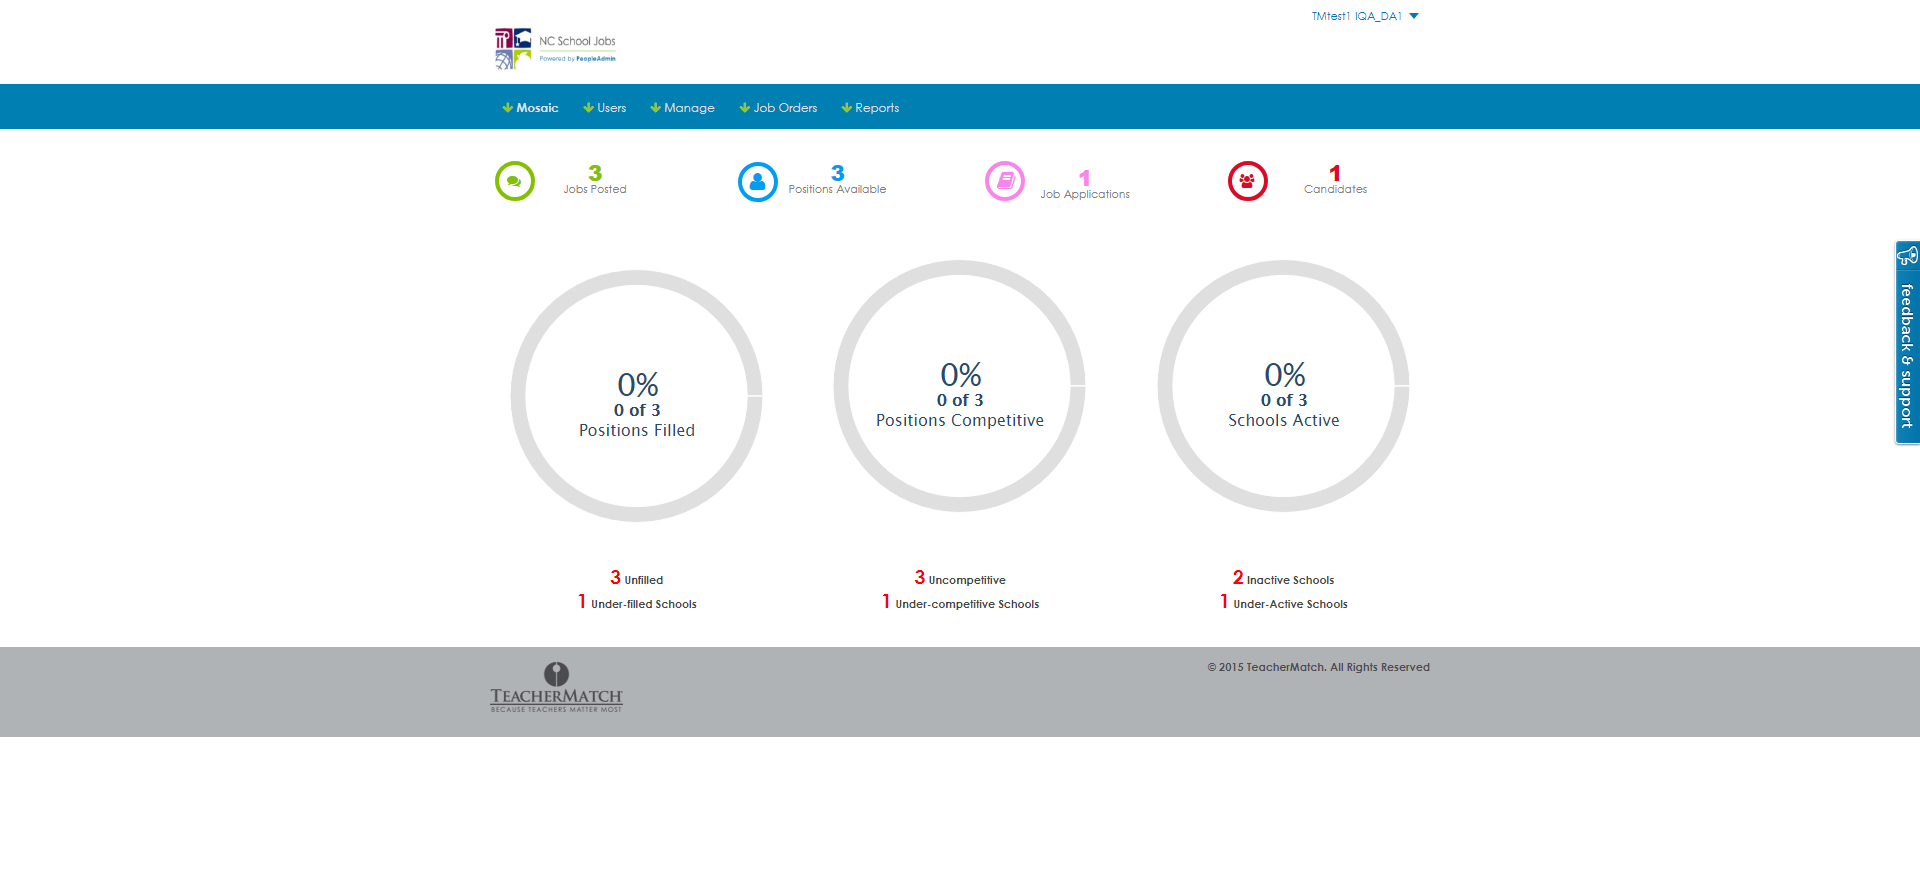 TMtest1 IQA_DA1
NC School Jobs
Powered by PeopleAdmin
Mosaic Users Manage Job Orders Reports
3
Jobs Posted
3
Positions Available
1
Job Applications
1
Candidates
0%
0 of 3
Positions Filled
0%
0 of 3
Positions Competitive
0%
0 of 3
Schools Active
feedback & support
3 Unfilled
1 Under-filled Schools
3 Uncompetitive
1 Under-competitive Schools
2 Inactive Schools
1 Under-Active Schools
TEACHERMATCH
BECAUSE TEACHERS MATTER MOST
© 2015 TeacherMatch. All Rights Reserved